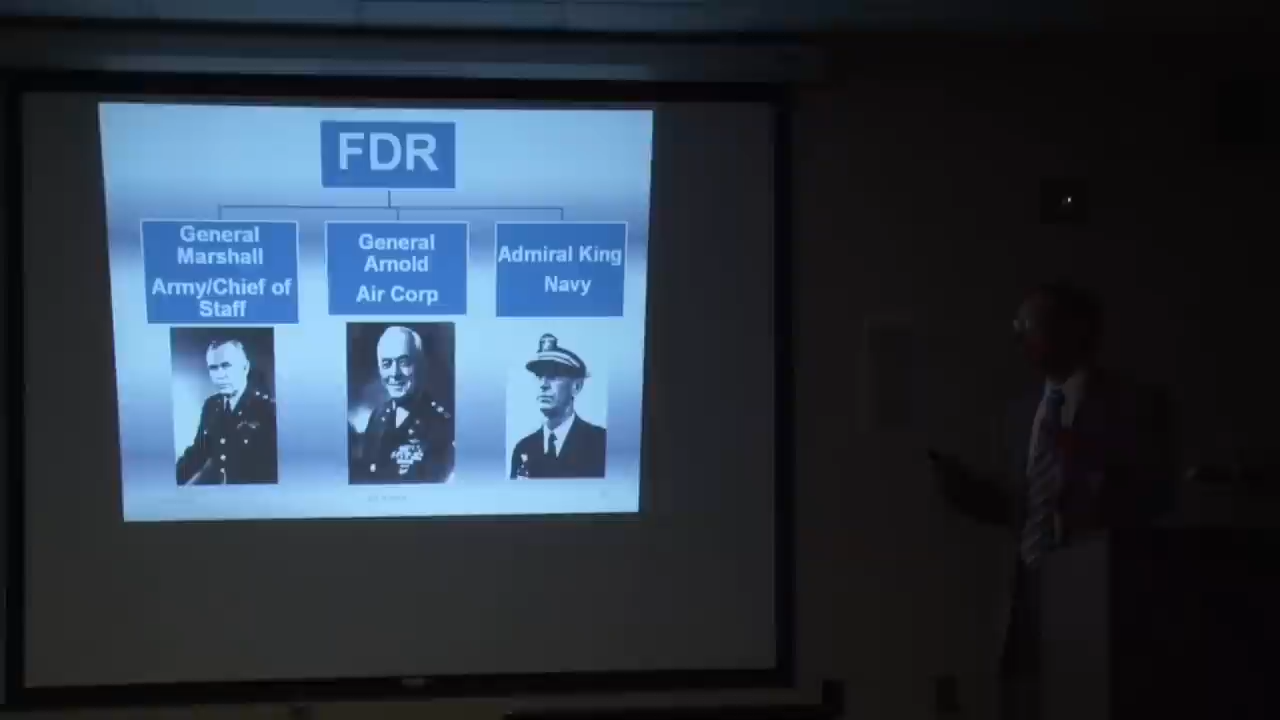 FDR
General
Marshall
Army/Chief of
Staff
General
Arnold
Air Corp
Admiral King
Navy